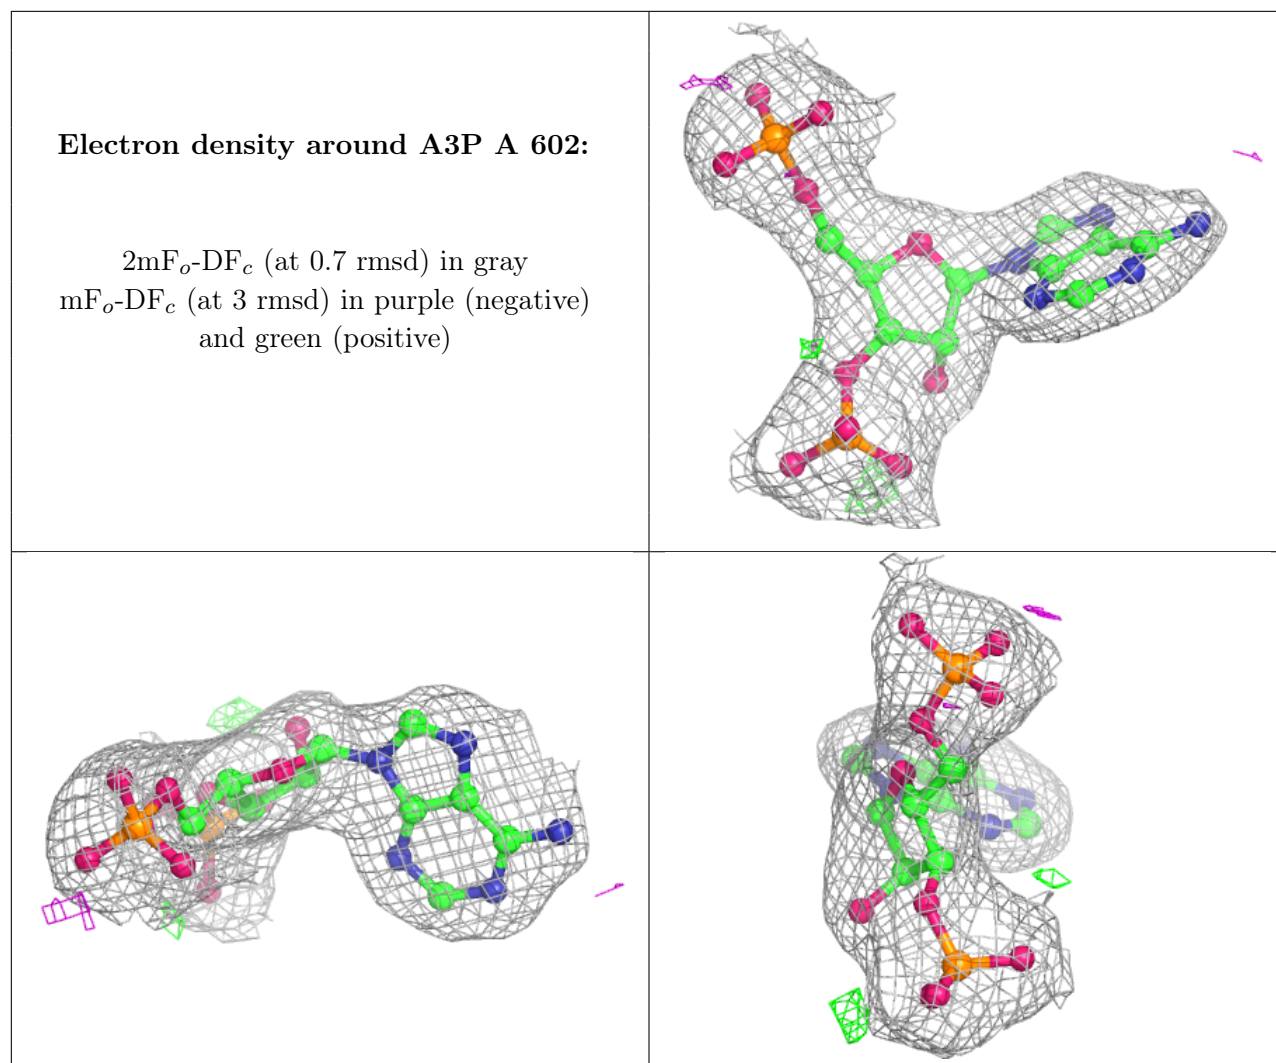 Electron density around A3P A 602:
2mFo-DFc (at 0.7 rmsd) in gray
mFo-DFc (at 3 rmsd) in purple (negative)
and green (positive)